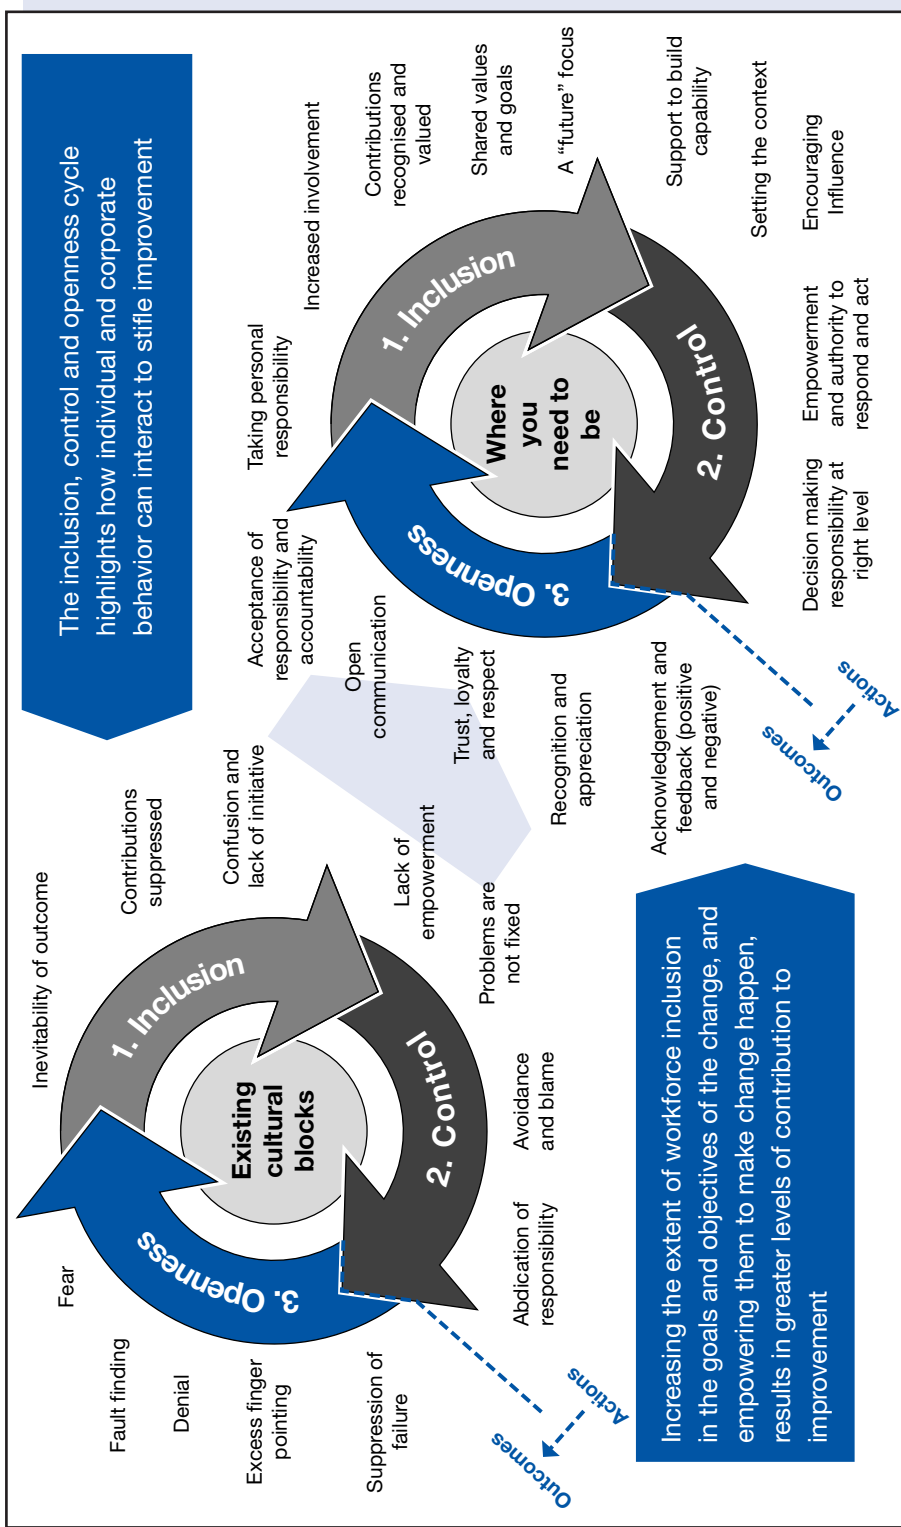 The inclusion, control and openness cycle
highlights how individual and corporate
behavior can interact to stifle improvement
Existing
cultural
blocks
1. Inclusion
2. Control
3. Openness
Inevitability of outcome
Contributions
suppressed
Confusion and
lack of initiative
Lack of
empowerment
Problems are
not fixed
Avoidance
and blame
Abdication of
responsibility
Suppression of
failure
Excess finger
pointing
Denial
Fault finding
Fear
Outcomes
Actions
Where
you
need to
be
1. Inclusion
2. Control
3. Openness
Taking personal
responsibility
Increased involvement
Contributions
recognised and
valued
Shared values
and goals
A “future” focus
Support to build
capability
Setting the context
Encouraging
Influence
Empowerment
and authority to
respond and act
Decision making
responsibility at
right level
Acknowledgement and
feedback (positive
and negative)
Recognition and
appreciation
Trust, loyalty
and respect
Open
communication
Acceptance of
responsibility and
accountability
Outcomes
Actions
Increasing the extent of workforce inclusion
in the goals and objectives of the change, and
empowering them to make change happen,
results in greater levels of contribution to
improvement